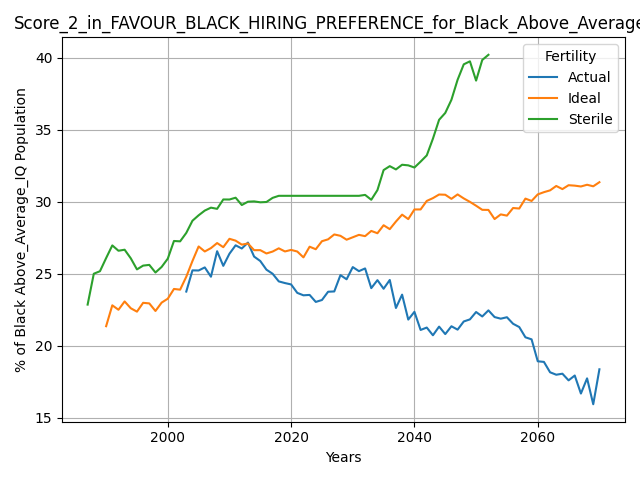 Score_2_in_FAVOUR_BLACK_HIRING_PREFERENCE_for_Black_Above_Average
Fertility
Actual
Ideal
Sterile
% of Black Above_Average_IQ Population
40
35
30
25
20
15
2000
2020
2040
2060
Years